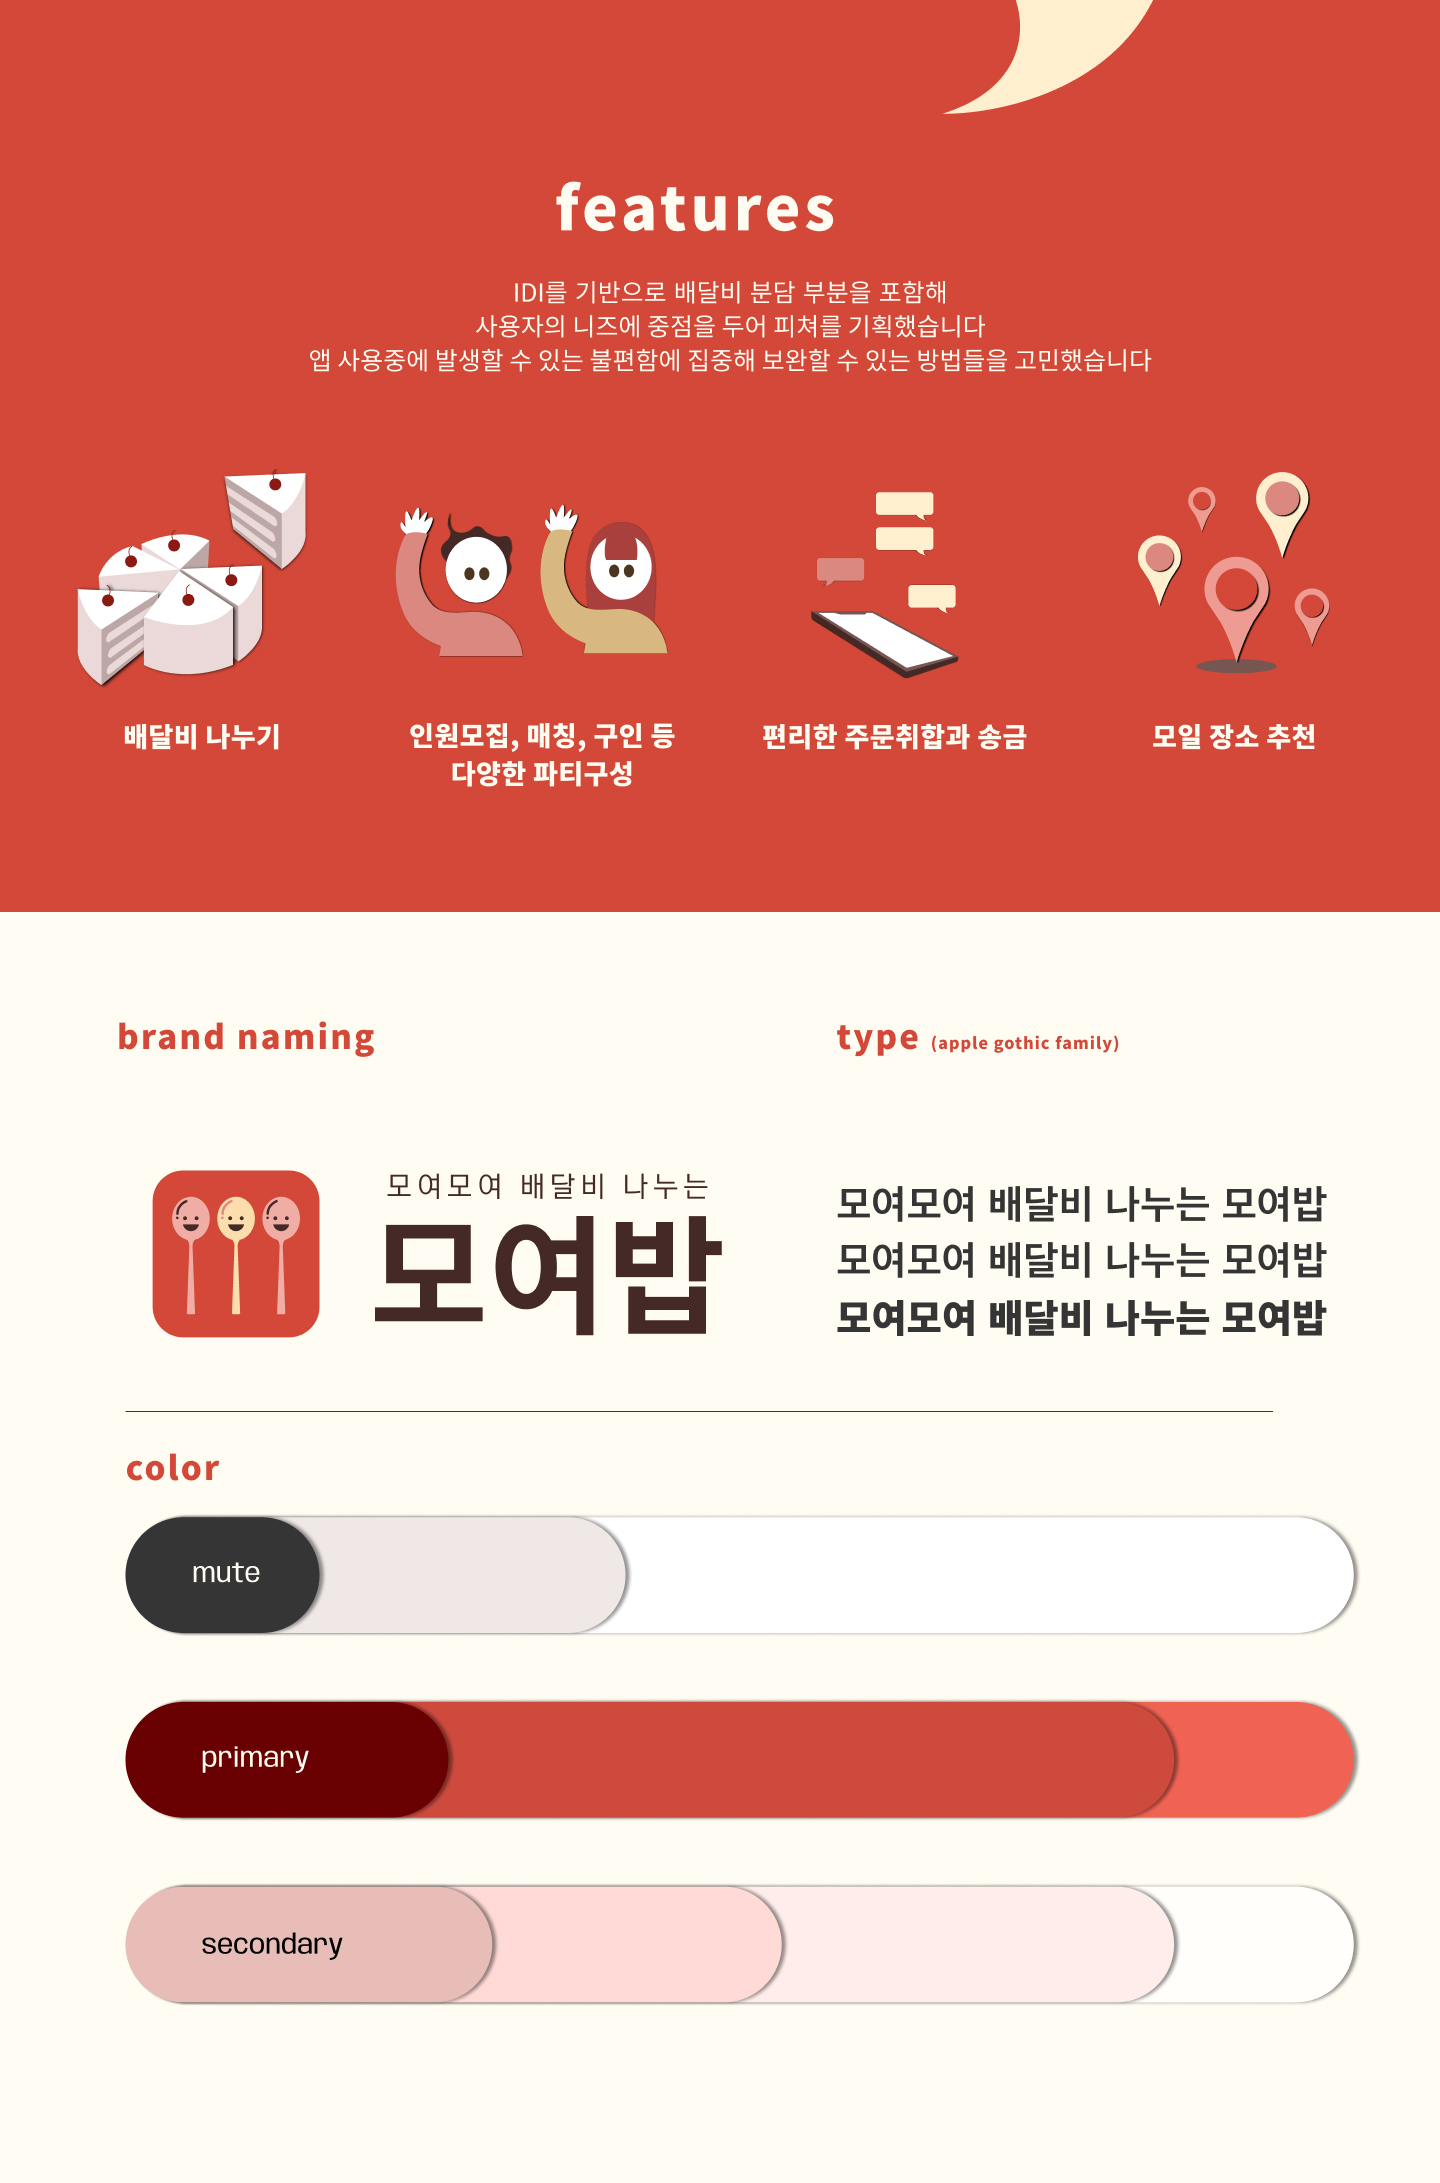 features
IDI를 기반으로 배달비 분담 부분을 포함해
사용자의 니즈에 중점을 두어 피쳐를 기획했습니다
앱 사용중에 발생할 수 있는 불편함에 집중해 보완할 수 있는 방법들을 고민했습니다
배달비 나누기
인원모집, 매칭, 구인 등
다양한 파티구성
편리한 주문취합과 송금
모일 장소 추천
brand naming
모여모여 배달비 나누는
모여밥
type (apple gothic family)
모여모여 배달비 나누는 모여밥
모여모여 배달비 나누는 모여밥
모여모여 배달비 나누는 모여밥
color
mute
primary
secondary